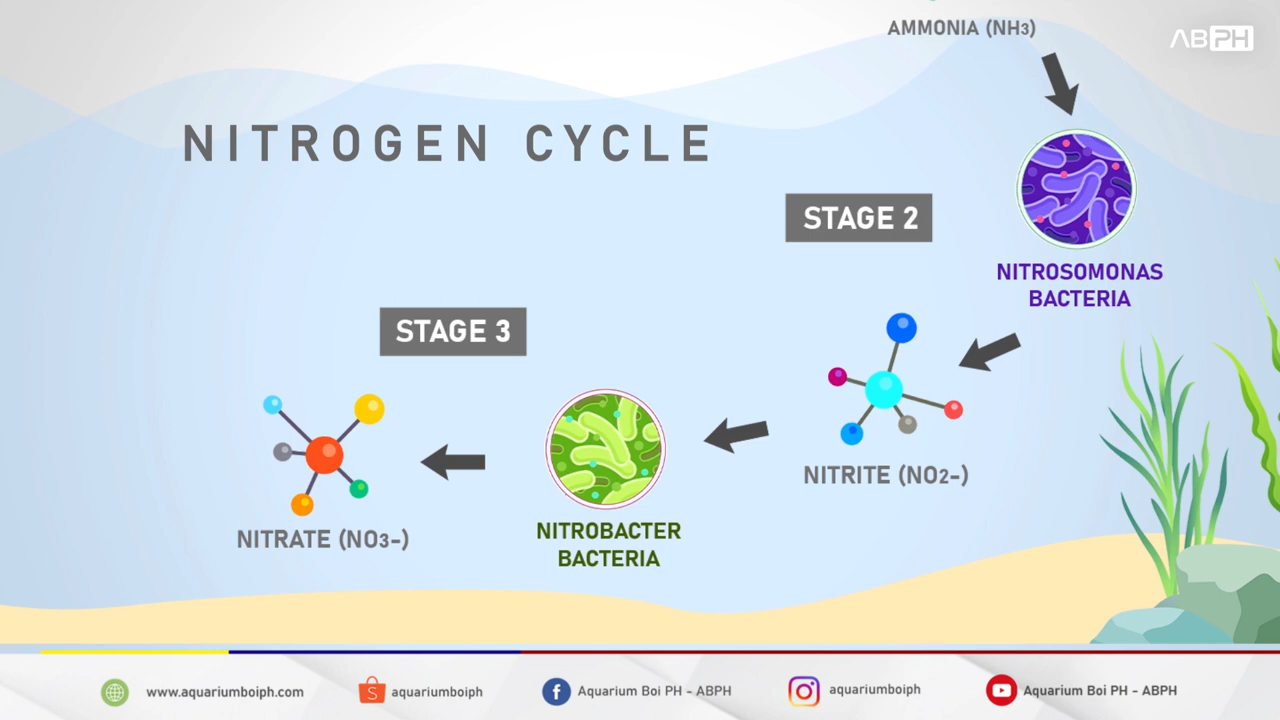 AMMONIA (NH3)
ABPH
NITROGEN CYCLE
STAGE 2
NITROSOMONAS
BACTERIA
STAGE 3
NITRITE (NO2-)
NITROBACTER
BACTERIA
NITRATE (NO3-)
www.aquariumboiph.com
aquariumboiph
Aquarium Boi PH - ABPH
aquariumboiph
Aquarium Boi PH - ABPH